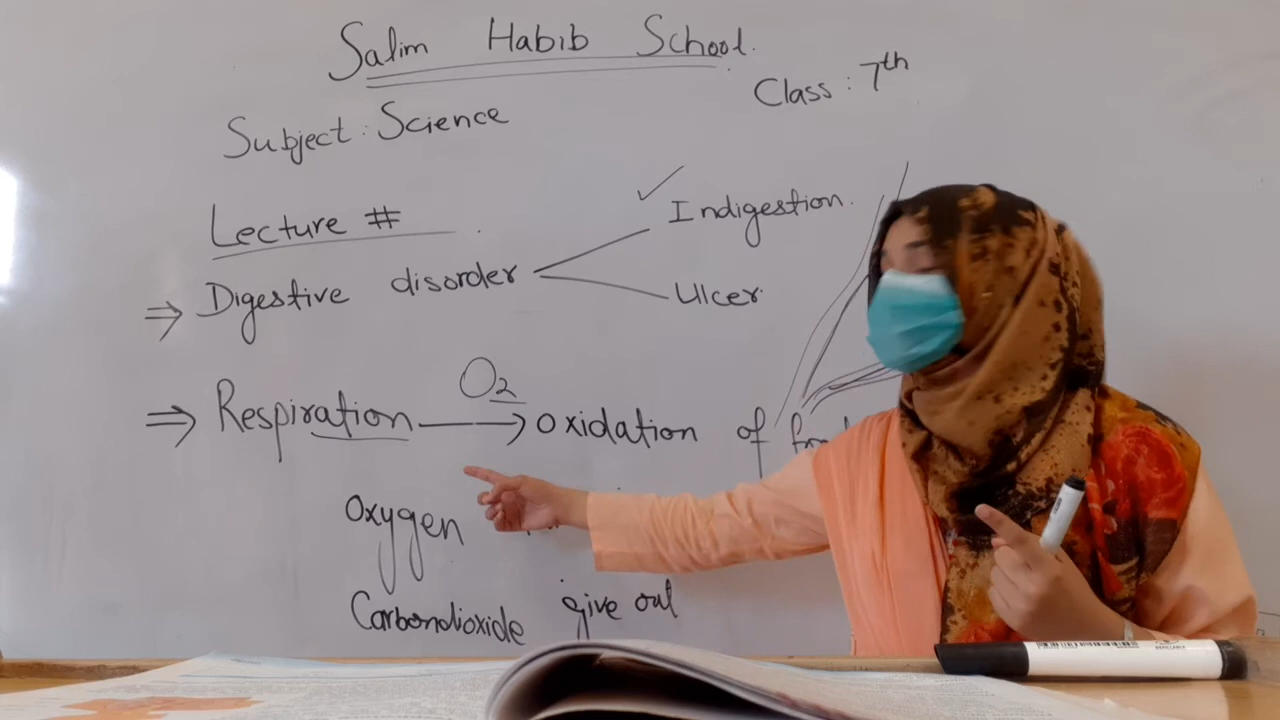 Salim Habib School.
Class : 7th
Subject : Science
Lecture #
Indigestion.
⇒ Digestive disorder
Ulcer.
O2
⇒ Respiration → Oxidation of
Oxygen
Carbondioxide give out